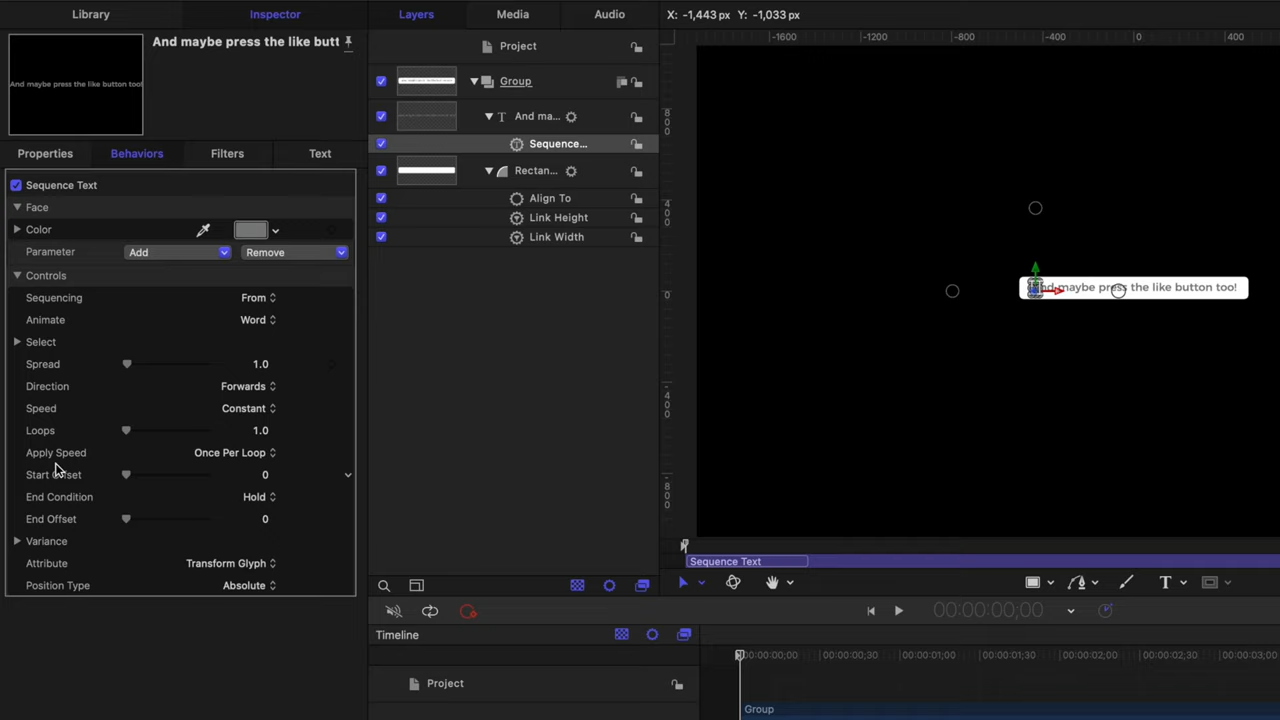 Library
Inspector
Layers
Media
Audio
X: -1,443 px Y: -1,033 px
And maybe press the like butt
And maybe press the like button too!
Properties
Behaviors
Filters
Text
Sequence Text
Face
Color
Parameter Add Remove
Controls
Sequencing From
Animate Word
Select
Spread 1.0
Direction Forwards
Speed Constant
Loops 1.0
Apply Speed Once Per Loop
Start Offset 0
End Condition Hold
End Offset 0
Variance
Attribute Transform Glyph
Position Type Absolute
Project
Group
T And ma...
Sequence...
Rectan...
Align To
Link Height
Link Width
-1600 -1200 -800 -400 0 400
800
400
0
-400
-800
And maybe press the like button too!
Sequence Text
T
00:00:00;00
Timeline
00:00:00;00 00:00:00;30 00:00:01;00 00:00:01;30 00:00:02;00 00:00:02;30 00:00:03;00
Project
Group